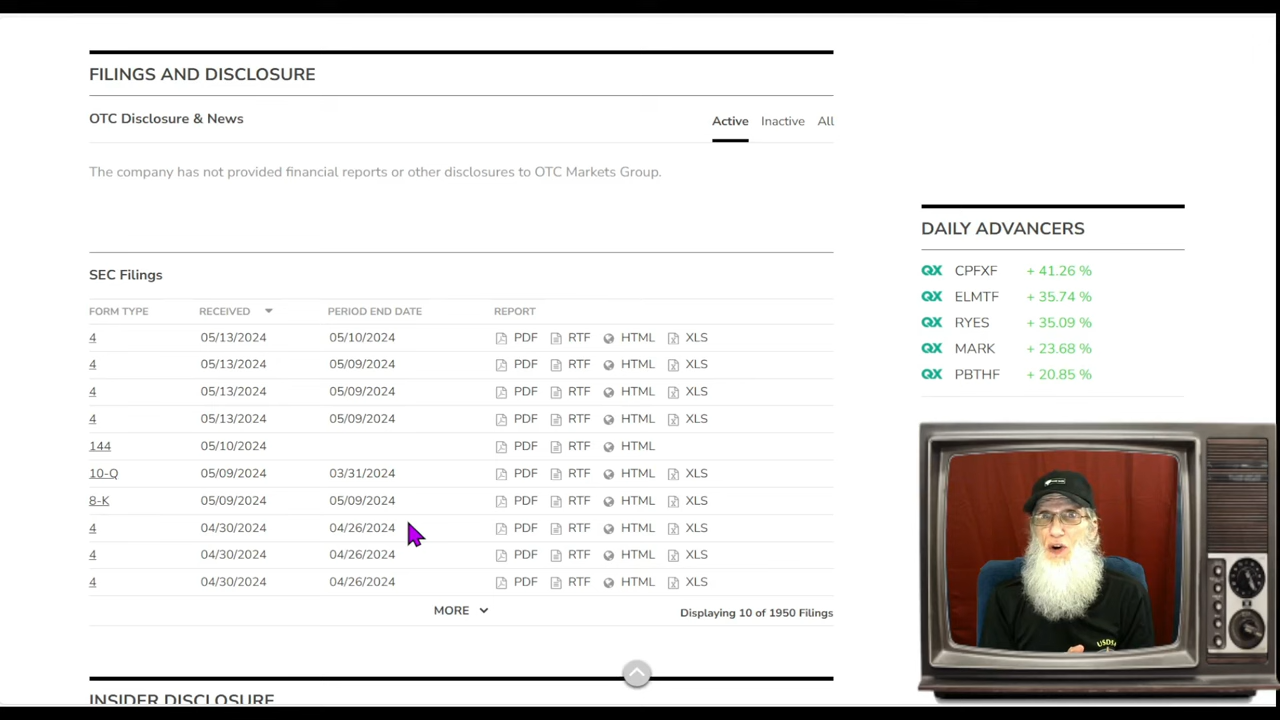 FILINGS AND DISCLOSURE
OTC Disclosure & News
Active Inactive All
The company has not provided financial reports or other disclosures to OTC Markets Group.
SEC Filings
FORM TYPE RECEIVED PERIOD END DATE REPORT
4 05/13/2024 05/10/2024 PDF RTF HTML XLS
4 05/13/2024 05/09/2024 PDF RTF HTML XLS
4 05/13/2024 05/09/2024 PDF RTF HTML XLS
4 05/13/2024 05/09/2024 PDF RTF HTML XLS
144 05/10/2024 PDF RTF HTML
10-Q 05/09/2024 03/31/2024 PDF RTF HTML XLS
8-K 05/09/2024 05/09/2024 PDF RTF HTML XLS
4 04/30/2024 04/26/2024 PDF RTF HTML XLS
4 04/30/2024 04/26/2024 PDF RTF HTML XLS
4 04/30/2024 04/26/2024 PDF RTF HTML XLS
MORE
Displaying 10 of 1950 Filings
INSIDER DISCLOSURE
DAILY ADVANCERS
QX CPFXF + 41.26 %
QX ELMTF + 35.74 %
QX RYES + 35.09 %
QX MARK + 23.68 %
QX PBTHF + 20.85 %